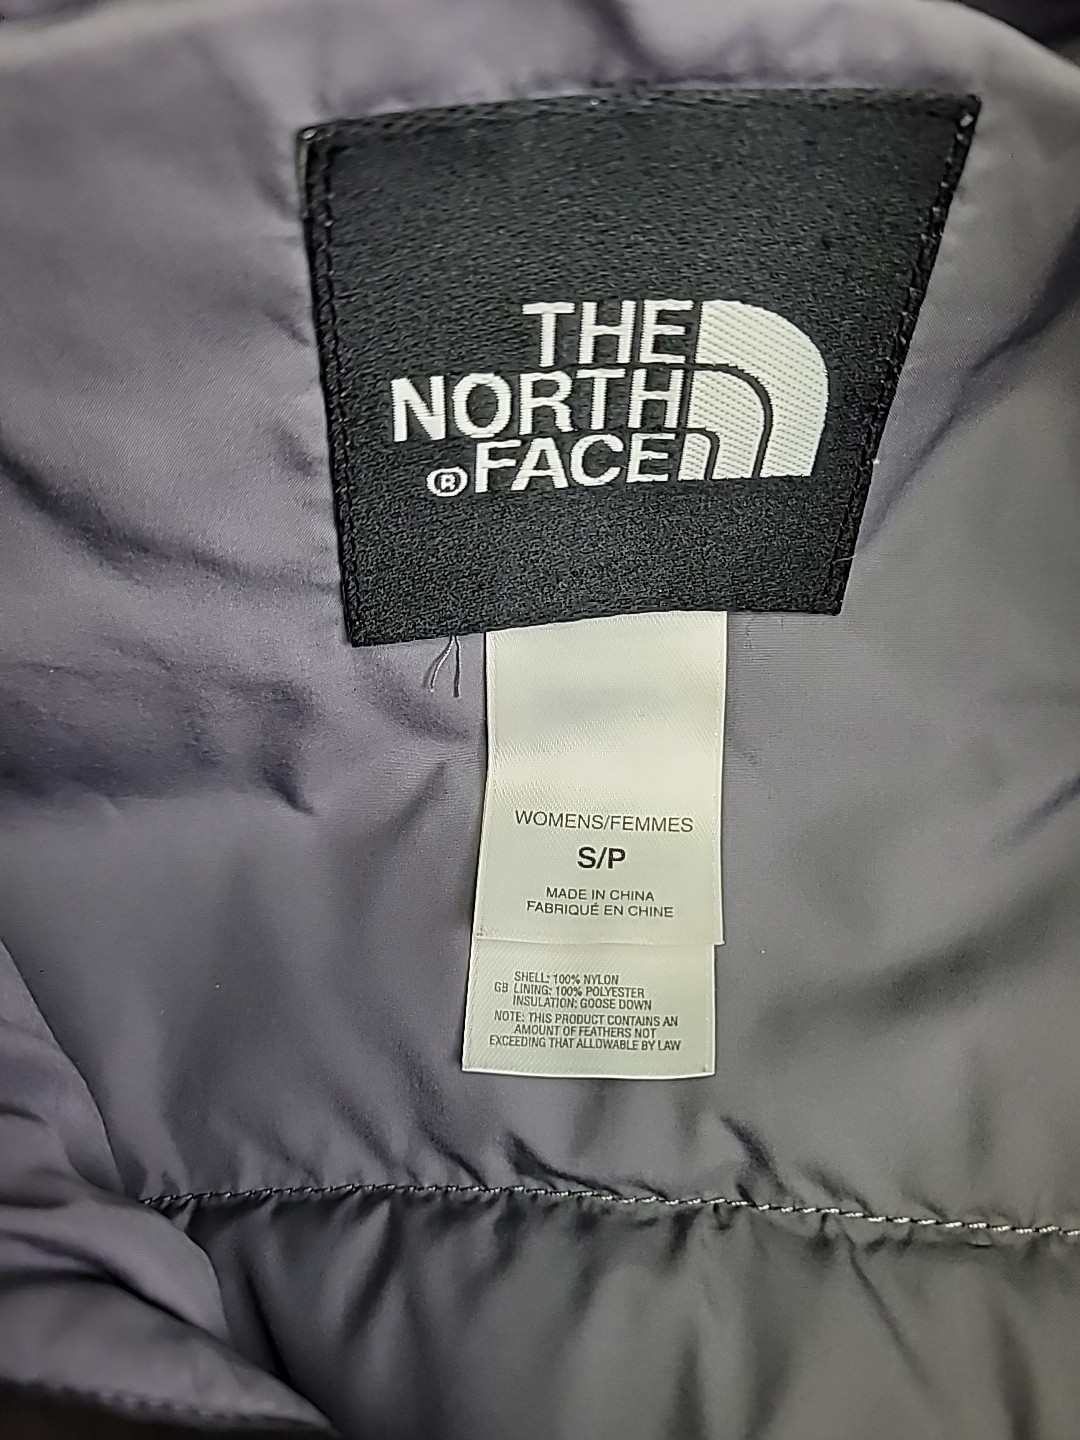 THE
NORTH
®FACE
WOMENS/FEMMES
S/P
MADE IN CHINA
FABRIQUÉ EN CHINE
SHELL: 100% NYLON
GB LINING: 100% POLYESTER
INSULATION: GOOSE DOWN
NOTE: THIS PRODUCT CONTAINS AN
AMOUNT OF FEATHERS NOT
EXCEEDING THAT ALLOWABLE BY LAW